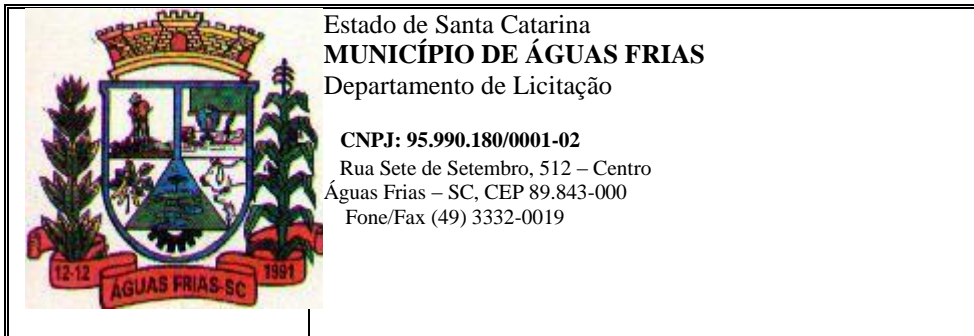 Estado de Santa Catarina
MUNICÍPIO DE ÁGUAS FRIAS
Departamento de Licitação
CNPJ: 95.990.180/0001-02
Rua Sete de Setembro, 512 – Centro
Águas Frias – SC, CEP 89.843-000
Fone/Fax (49) 3332-0019
12-12
ÁGUAS FRIAS-SC
1991